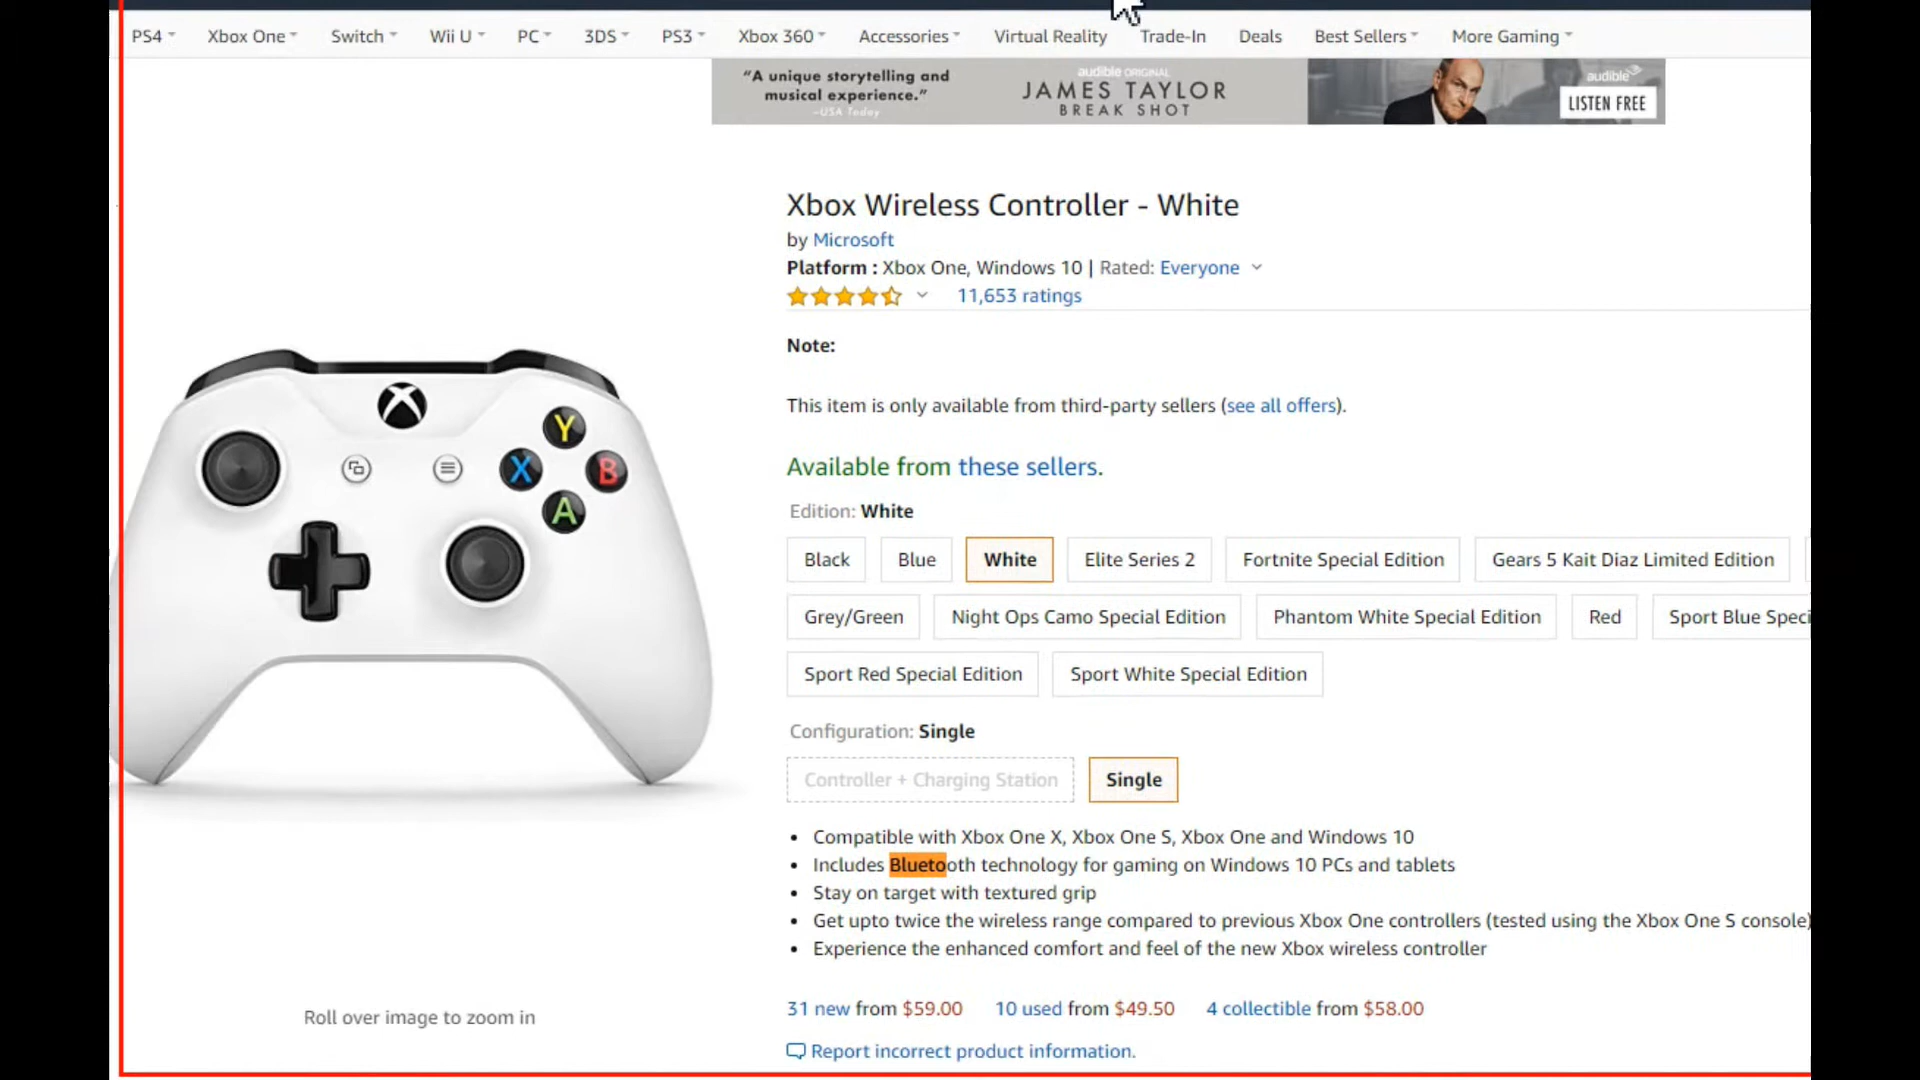 PS4 Xbox One Switch Wii U PC 3DS PS3 Xbox 360 Accessories Virtual Reality Trade-In Deals Best Sellers More Gaming
"A unique storytelling and
musical experience."
–USA Today
audible ORIGINAL
JAMES TAYLOR
BREAK SHOT
audible
LISTEN FREE
Xbox Wireless Controller - White
by Microsoft
Platform : Xbox One, Windows 10 | Rated: Everyone
11,653 ratings
Note:
This item is only available from third-party sellers (see all offers).
Available from these sellers.
Edition: White
Black Blue White Elite Series 2 Fortnite Special Edition Gears 5 Kait Diaz Limited Edition
Grey/Green Night Ops Camo Special Edition Phantom White Special Edition Red Sport Blue Speci
Sport Red Special Edition Sport White Special Edition
Configuration: Single
Controller + Charging Station Single
• Compatible with Xbox One X, Xbox One S, Xbox One and Windows 10
• Includes Bluetooth technology for gaming on Windows 10 PCs and tablets
• Stay on target with textured grip
• Get upto twice the wireless range compared to previous Xbox One controllers (tested using the Xbox One S console)
• Experience the enhanced comfort and feel of the new Xbox wireless controller
31 new from $59.00 10 used from $49.50 4 collectible from $58.00
Report incorrect product information.
Y
X B
A
Roll over image to zoom in